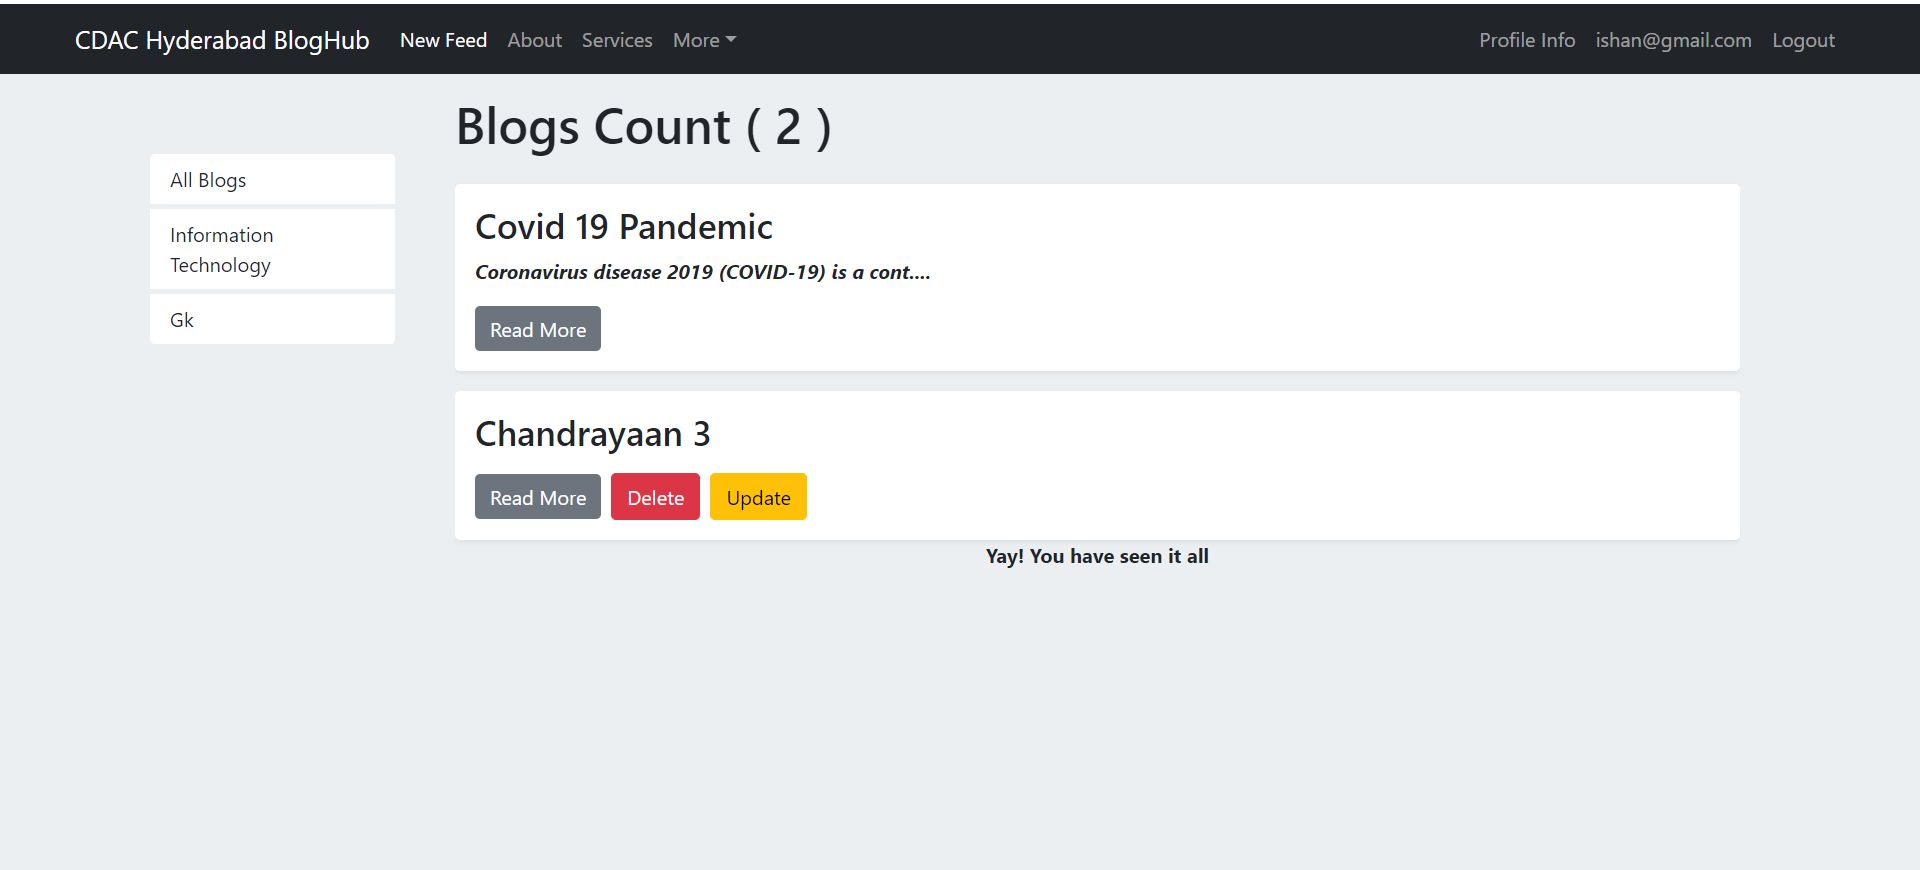 CDAC Hyderabad BlogHub New Feed About Services More Profile Info ishan@gmail.com Logout
Blogs Count ( 2 )
All Blogs
Information
Technology
Gk
Covid 19 Pandemic
Coronavirus disease 2019 (COVID-19) is a cont....
Read More
Chandrayaan 3
Read More Delete Update
Yay! You have seen it all